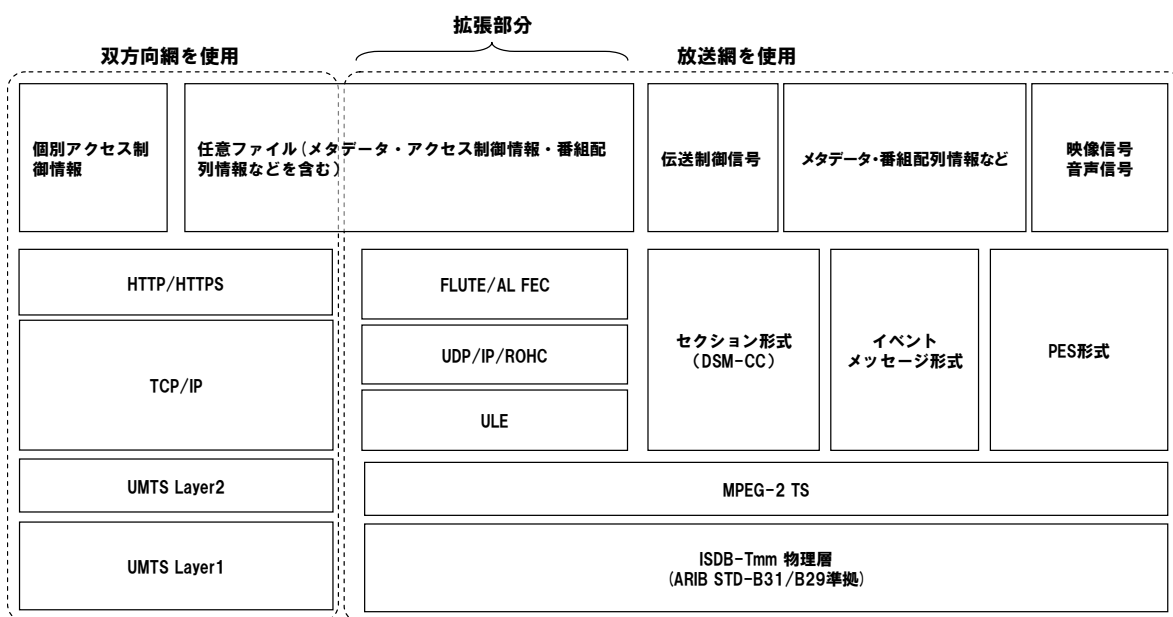 拡張部分
双方向網を使用
放送網を使用
個別アクセス制
御情報
任意ファイル(メタデータ・アクセス制御情報・番組配
列情報などを含む)
伝送制御信号
メタデータ・番組配列情報など
映像信号
音声信号
HTTP/HTTPS
FLUTE/AL FEC
セクション形式
(DSM-CC)
イベント
メッセージ形式
PES形式
UDP/IP/ROHC
TCP/IP
ULE
UMTS Layer2
MPEG-2 TS
UMTS Layer1
ISDB-Tmm 物理層
(ARIB STD-B31/B29準拠)